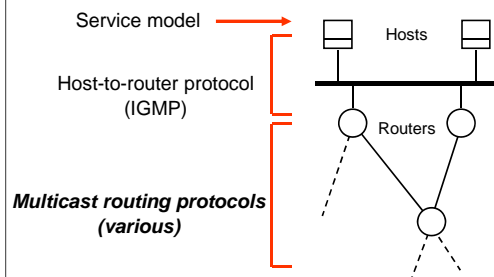 Service model
Hosts
Host-to-router protocol
(IGMP)
Routers
Multicast routing protocols
(various)